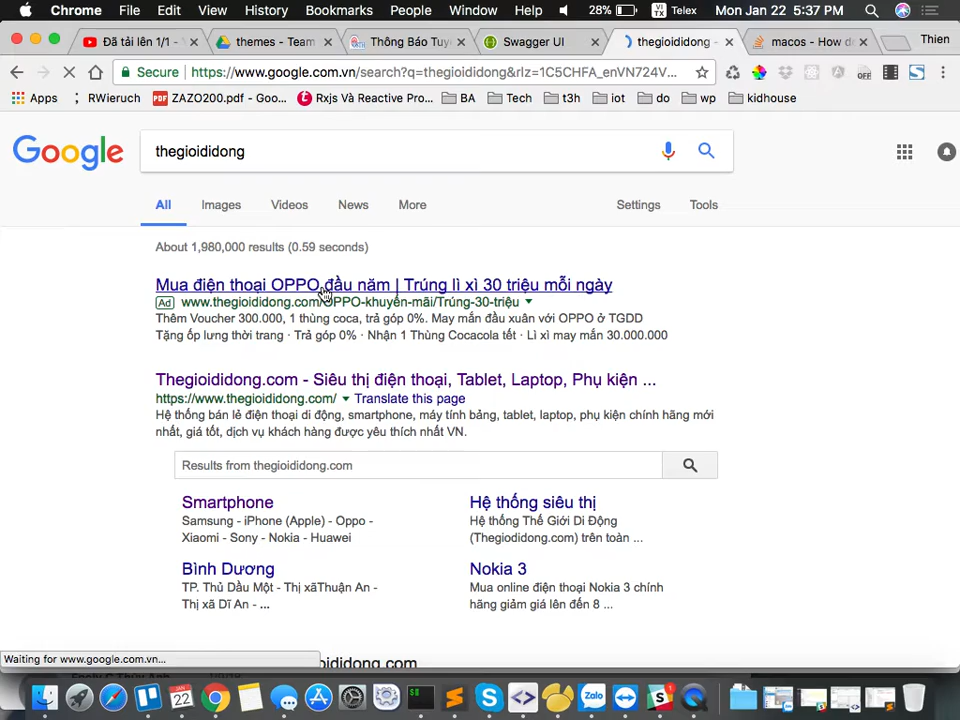 Chrome File Edit View History Bookmarks People Window Help 28% VI TX Telex Mon Jan 22 5:37 PM
Đã tải lên 1/1 - themes - Team Thông Báo Tuy Swagger UI thegioididong - macos - How d Thien
Secure https://www.google.com.vn/search?q=thegioididong&rlz=1C5CHFA_enVN724V...
Apps RWieruch ZAZO200.pdf - Goo... Rxjs Và Reactive Pro... BA Tech t3h iot do wp kidhouse
Google thegioididong
All Images Videos News More Settings Tools
About 1,980,000 results (0.59 seconds)
Mua điện thoại OPPO đầu năm | Trúng lì xì 30 triệu mỗi ngày
Ad www.thegioididong.com/OPPO-khuyến-mãi/Trúng-30-triệu
Thêm Voucher 300.000, 1 thùng coca, trả góp 0%. May mắn đầu xuân với OPPO ở TGDD
Tặng ốp lưng thời trang · Trả góp 0% · Nhận 1 Thùng Cocacola tết · Lì xì may mắn 30.000.000
Thegioididong.com - Siêu thị điện thoại, Tablet, Laptop, Phụ kiện ...
https://www.thegioididong.com/ Translate this page
Hệ thống bán lẻ điện thoại di động, smartphone, máy tính bảng, tablet, laptop, phụ kiện chính hãng mới
nhất, giá tốt, dịch vụ khách hàng được yêu thích nhất VN.
Results from thegioididong.com
Smartphone
Samsung - iPhone (Apple) - Oppo -
Xiaomi - Sony - Nokia - Huawei
Hệ thống siêu thị
Hệ thống Thế Giới Di Động
(Thegiodidong.com) trên toàn ...
Bình Dương
TP. Thủ Dầu Một - Thị xãThuận An -
Thị xã Dĩ An - ...
Nokia 3
Mua online điện thoại Nokia 3 chính
hãng giảm giá lên đến 8 ...
Waiting for www.google.com.vn...
ididong.com
JAN
22
Zalo